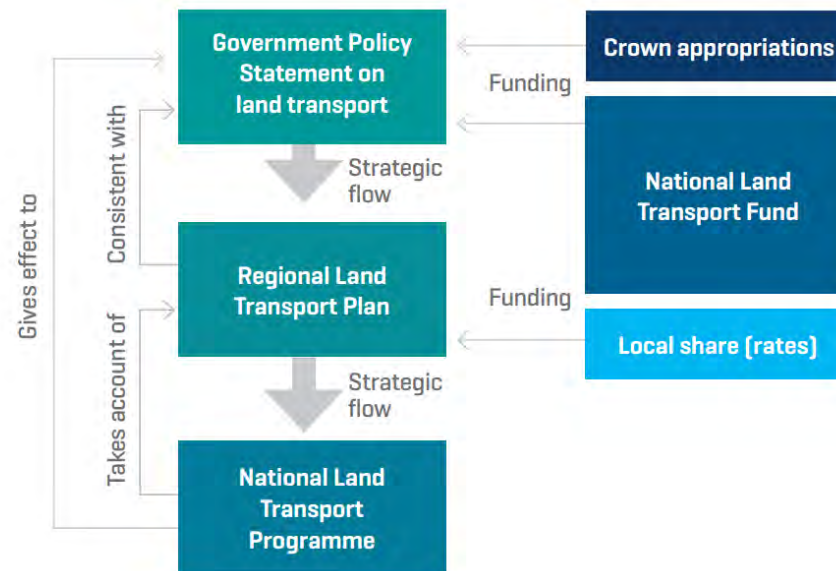 Government Policy
Statement on
land transport
Crown appropriations
Funding
National Land
Transport Fund
Consistent with
Strategic
flow
Gives effect to
Regional Land
Transport Plan
Funding
Local share (rates)
Takes account of
Strategic
flow
National Land
Transport
Programme